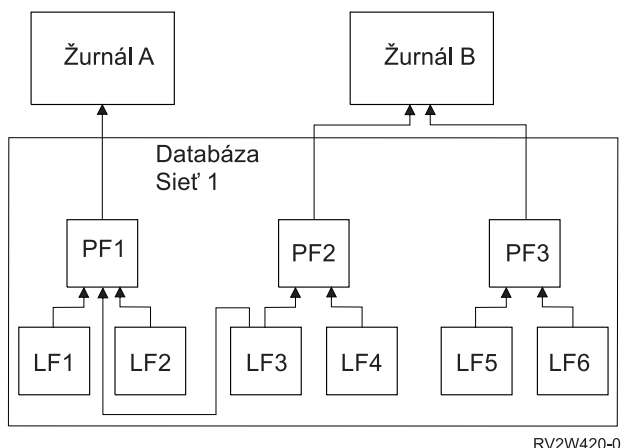 Žurnál A
Žurnál B
Databáza
Sieť 1
PF1
PF2
PF3
LF1
LF2
LF3
LF4
LF5
LF6
RV2W420-0